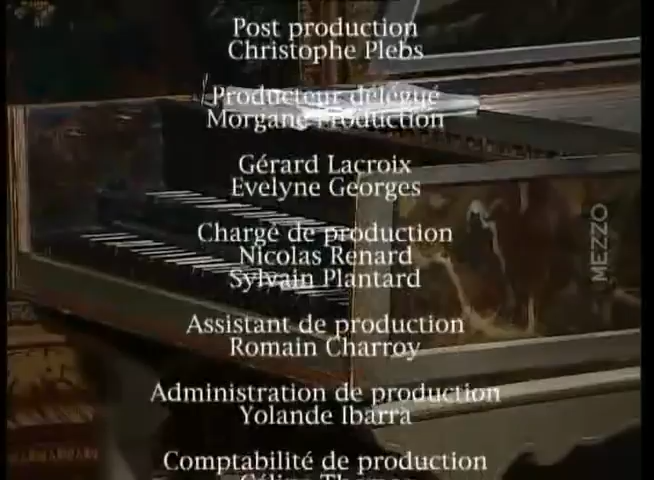 Post production
Christophe Plebs
Producteur délégué
Morgane Production
Gérard Lacroix
Evelyne Georges
Chargé de production
Nicolas Renard
Sylvain Plantard
Assistant de production
Romain Charroy
Administration de production
Yolande Ibarra
Comptabilité de production
MEZZO